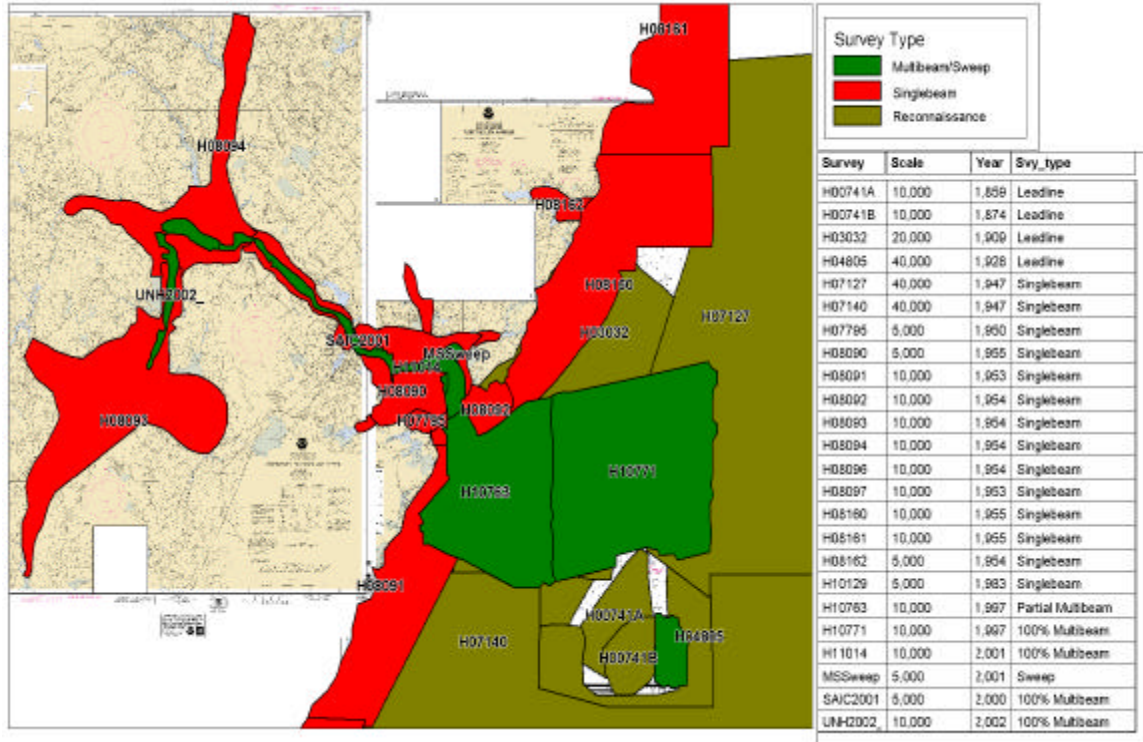 H08161
H08094
H08162
UNH2002_
H08160
H07127
H03032
SAIC2001
MSSweep
H08090
H08092
H07795
H08093
H10763
H10771
H08091
H00741A
H04805
H07140
H00741B
Survey Type
Multibeam/Sweep
Singlebeam
Reconnaissance
Survey Scale Year Svy_type
H00741A 10,000 1,859 Leadline
H00741B 10,000 1,874 Leadline
H03032 20,000 1,909 Leadline
H04805 40,000 1,928 Leadline
H07127 40,000 1,947 Singlebeam
H07140 40,000 1,947 Singlebeam
H07795 5,000 1,950 Singlebeam
H08090 5,000 1,955 Singlebeam
H08091 10,000 1,953 Singlebeam
H08092 10,000 1,954 Singlebeam
H08093 10,000 1,954 Singlebeam
H08094 10,000 1,954 Singlebeam
H08096 10,000 1,954 Singlebeam
H08097 10,000 1,953 Singlebeam
H08160 10,000 1,955 Singlebeam
H08161 10,000 1,955 Singlebeam
H08162 5,000 1,954 Singlebeam
H10129 5,000 1,983 Singlebeam
H10763 10,000 1,997 Partial Multibeam
H10771 10,000 1,997 100% Multibeam
H11014 10,000 2,001 100% Multibeam
MSSweep 5,000 2,001 Sweep
SAIC2001 5,000 2,000 100% Multibeam
UNH2002_ 10,000 2,002 100% Multibeam